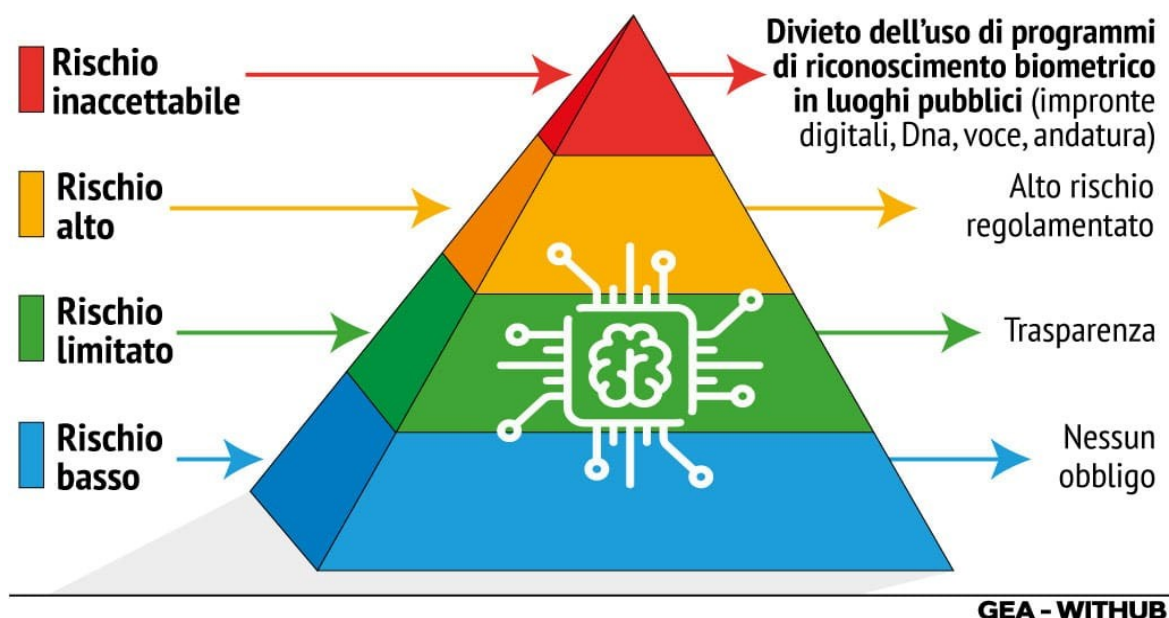 Rischio
inaccettabile
Divieto dell'uso di programmi
di riconoscimento biometrico
in luoghi pubblici (impronte
digitali, Dna, voce, andatura)
Rischio
alto
Alto rischio
regolamentato
Rischio
limitato
Trasparenza
Rischio
basso
Nessun
obbligo
GEA - WITHUB